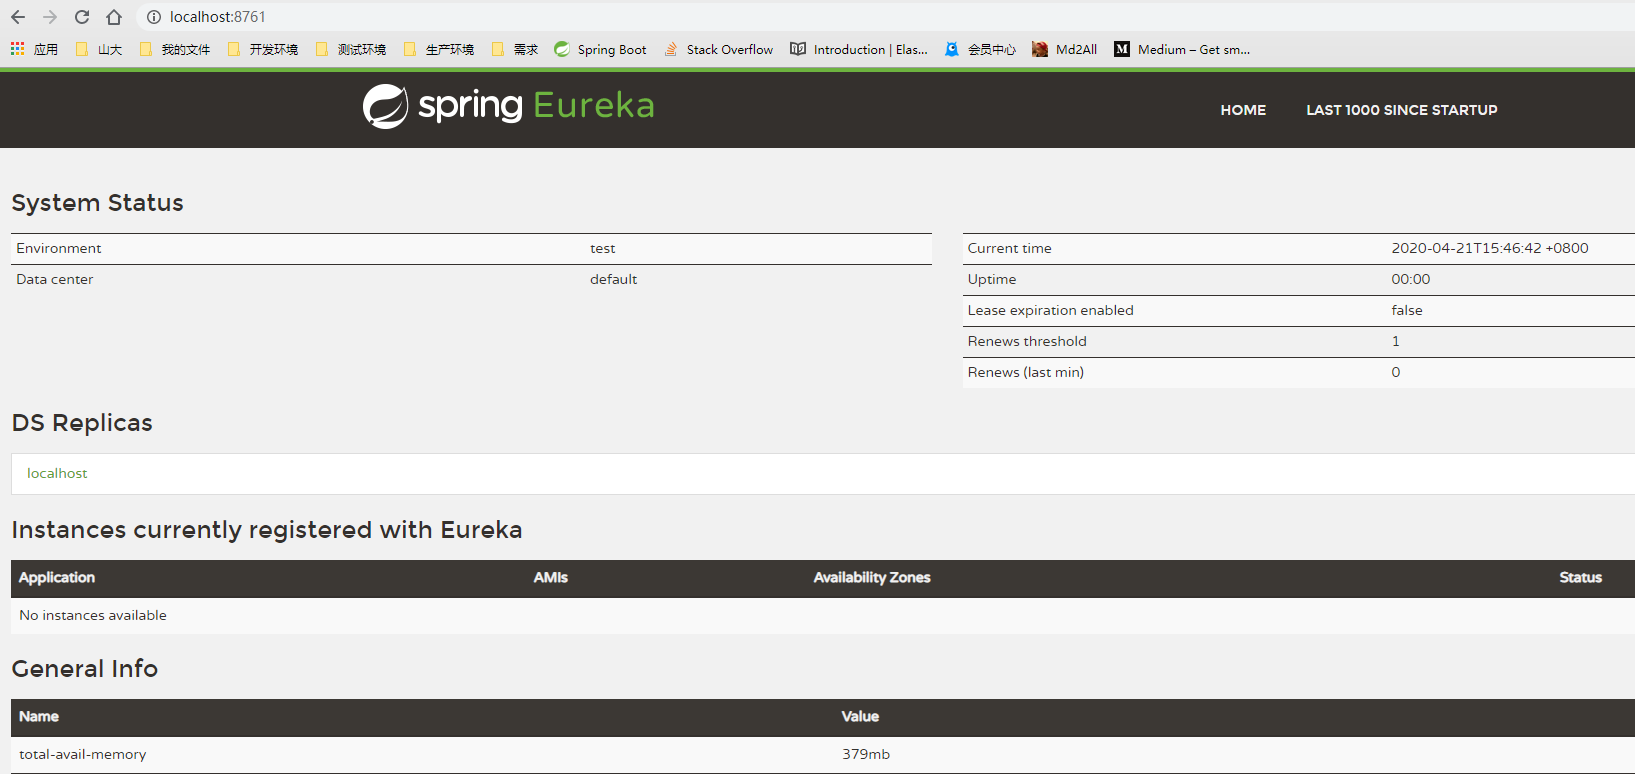 localhost:8761
应用 山大 我的文件 开发环境 测试环境 生产环境 需求 Spring Boot Stack Overflow Introduction | Elas... 会员中心 Md2All M Medium – Get sm...
spring Eureka HOME LAST 1000 SINCE STARTUP
System Status
Environment test
Data center default
Current time 2020-04-21T15:46:42 +0800
Uptime 00:00
Lease expiration enabled false
Renews threshold 1
Renews (last min) 0
DS Replicas
localhost
Instances currently registered with Eureka
Application AMIs Availability Zones Status
No instances available
General Info
Name Value
total-avail-memory 379mb